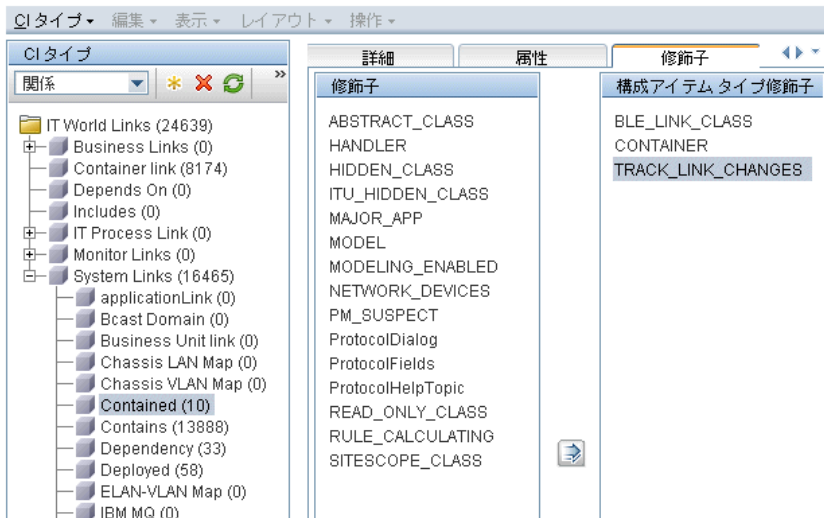 CIタイプ 編集 表示 レイアウト 操作
CIタイプ
関係
»
IT World Links (24639)
Business Links (0)
Container link (8174)
Depends On (0)
Includes (0)
IT Process Link (0)
Monitor Links (0)
System Links (16465)
applicationLink (0)
Bcast Domain (0)
Business Unit link (0)
Chassis LAN Map (0)
Chassis VLAN Map (0)
Contained (10)
Contains (13888)
Dependency (33)
Deployed (58)
ELAN-VLAN Map (0)
IBM MQ (0)
詳細 属性 修飾子
修飾子
ABSTRACT_CLASS
HANDLER
HIDDEN_CLASS
ITU_HIDDEN_CLASS
MAJOR_APP
MODEL
MODELING_ENABLED
NETWORK_DEVICES
PM_SUSPECT
ProtocolDialog
ProtocolFields
ProtocolHelpTopic
READ_ONLY_CLASS
RULE_CALCULATING
SITESCOPE_CLASS
構成アイテム タイプ修飾子
BLE_LINK_CLASS
CONTAINER
TRACK_LINK_CHANGES